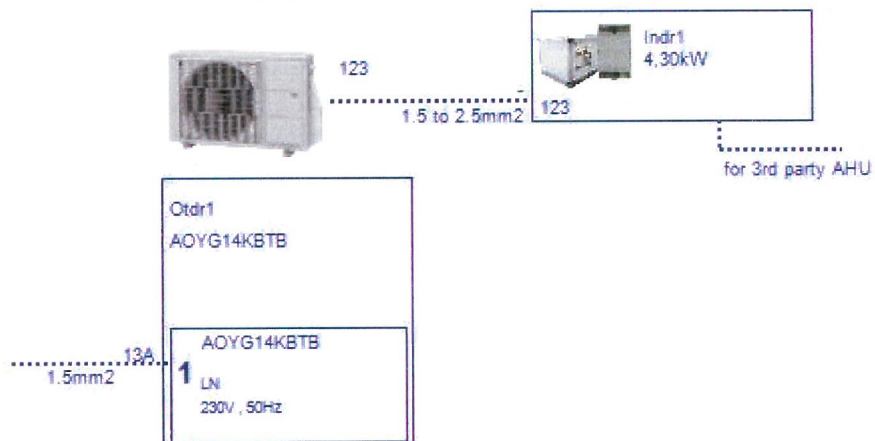 Indr1
4,30kW
123
1.5 to 2.5mm2
123
for 3rd party AHU
Otdr1
AOYG14KBTB
13A
1.5mm2
AOYG14KBTB
1
LN
230V , 50Hz